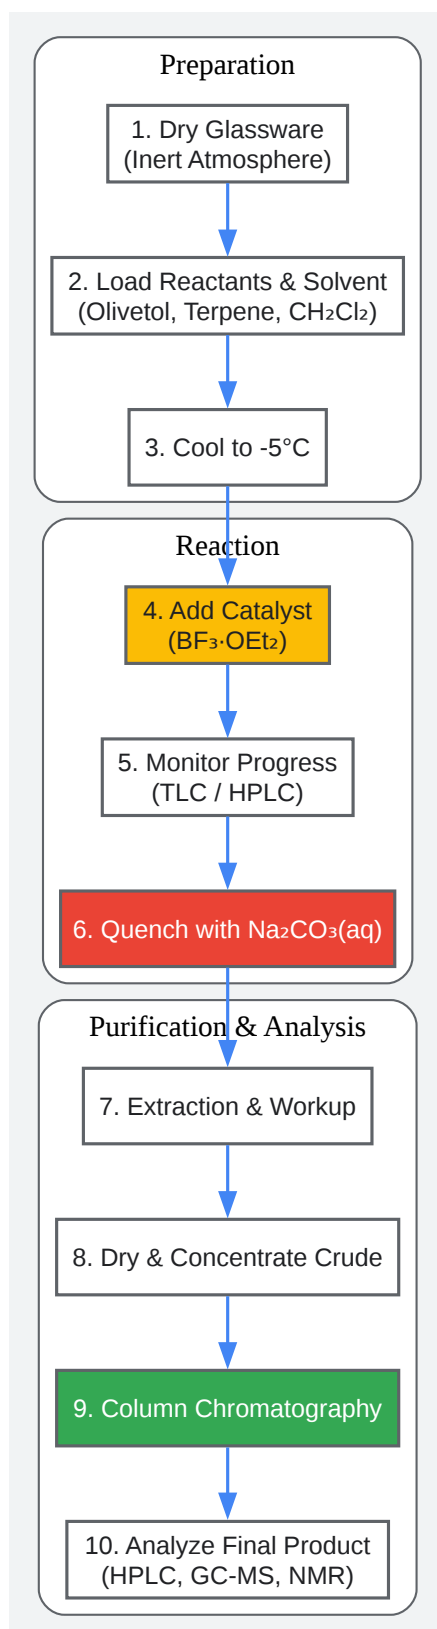 Preparation
1. Dry Glassware
(Inert Atmosphere)
2. Load Reactants & Solvent
(Olivetol, Terpene, CH₂Cl₂)
3. Cool to -5°C
Reaction
4. Add Catalyst
(BF₃·OEt₂)
5. Monitor Progress
(TLC / HPLC)
6. Quench with Na₂CO₃(aq)
Purification & Analysis
7. Extraction & Workup
8. Dry & Concentrate Crude
9. Column Chromatography
10. Analyze Final Product
(HPLC, GC-MS, NMR)